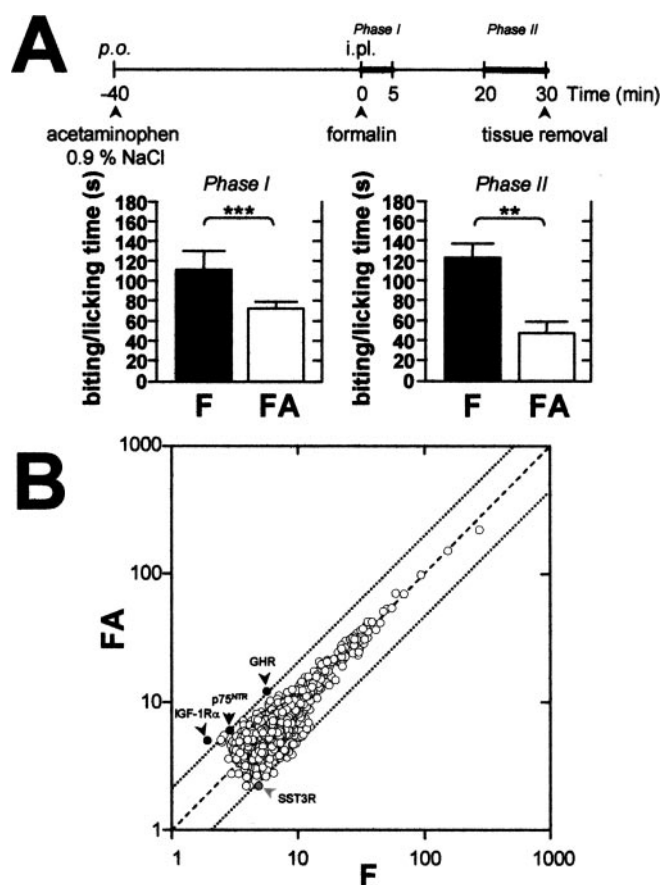 A
p.o.
i.pl.
Phase I
Phase II
-40
0
5
20
30
Time (min)
acetaminophen
0.9 % NaCl
formalin
tissue removal
Phase I
biting/licking time (s)
180
160
140
120
100
80
60
40
20
0
***
F
FA
Phase II
biting/licking time (s)
180
160
140
120
100
80
60
40
20
0
**
F
FA
B
FA
1000
100
10
1
GHR
p75NTR
IGF-1Rα
SST3R
1
10
100
1000
F